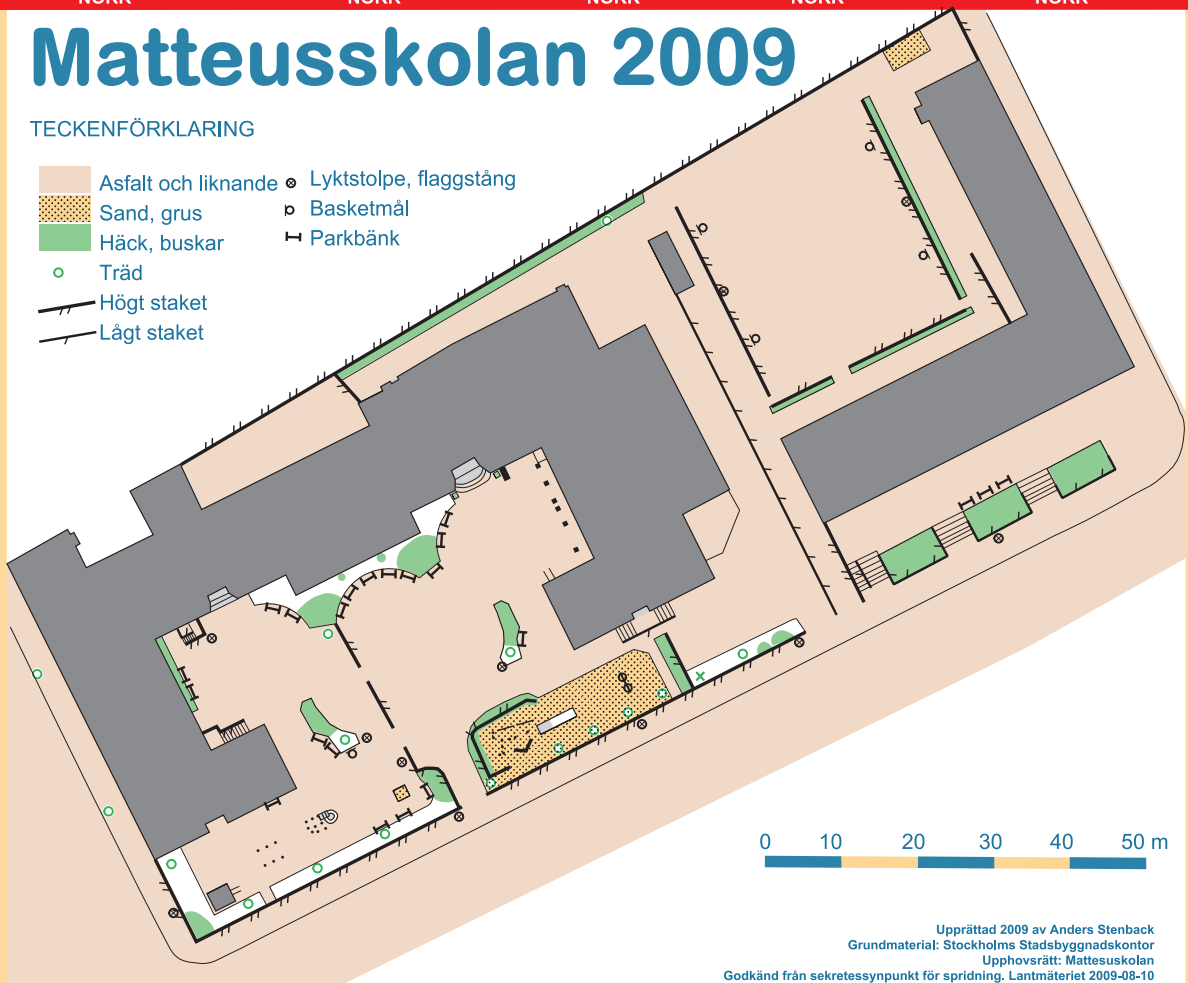 Matteusskolan 2009
TECKENFÖRKLARING
Asfalt och liknande
Sand, grus
Häck, buskar
Träd
Högt staket
Lågt staket
Lyktstolpe, flaggstång
Basketmål
Parkbänk
0 10 20 30 40 50 m
Upprättad 2009 av Anders Stenback
Grundmaterial: Stockholms Stadsbyggnadskontor
Upphovsrätt: Mattesuskolan
Godkänd från sekretessynpunkt för spridning. Lantmäteriet 2009-08-10